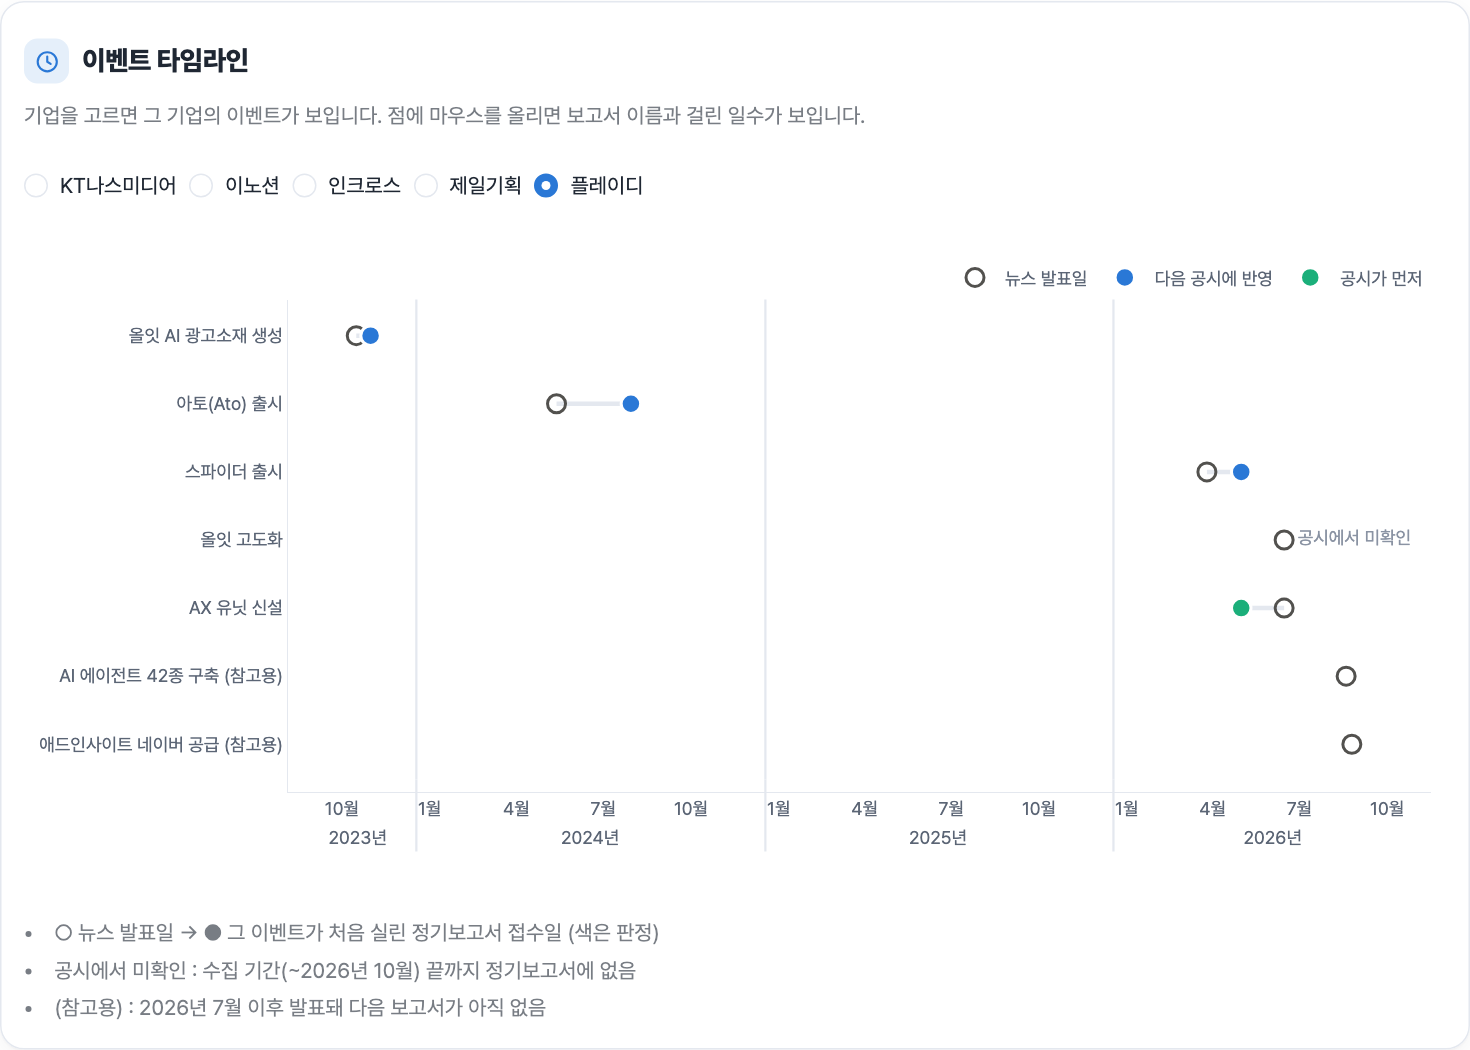 이벤트 타임라인
기업을 고르면 그 기업의 이벤트가 보입니다. 점에 마우스를 올리면 보고서 이름과 걸린 일수가 보입니다.
KT나스미디어 이노션 인크로스 제일기획 플레이디
뉴스 발표일 다음 공시에 반영 공시가 먼저
올잇 AI 광고소재 생성
아토(Ato) 출시
스파이더 출시
올잇 고도화 공시에서 미확인
AX 유닛 신설
AI 에이전트 42종 구축 (참고용)
애드인사이트 네이버 공급 (참고용)
10월 1월 4월 7월 10월 1월 4월 7월 10월 1월 4월 7월 10월
2023년 2024년 2025년 2026년
• ○ 뉴스 발표일 → ● 그 이벤트가 처음 실린 정기보고서 접수일 (색은 판정)
• 공시에서 미확인 : 수집 기간(~2026년 10월) 끝까지 정기보고서에 없음
• (참고용) : 2026년 7월 이후 발표돼 다음 보고서가 아직 없음